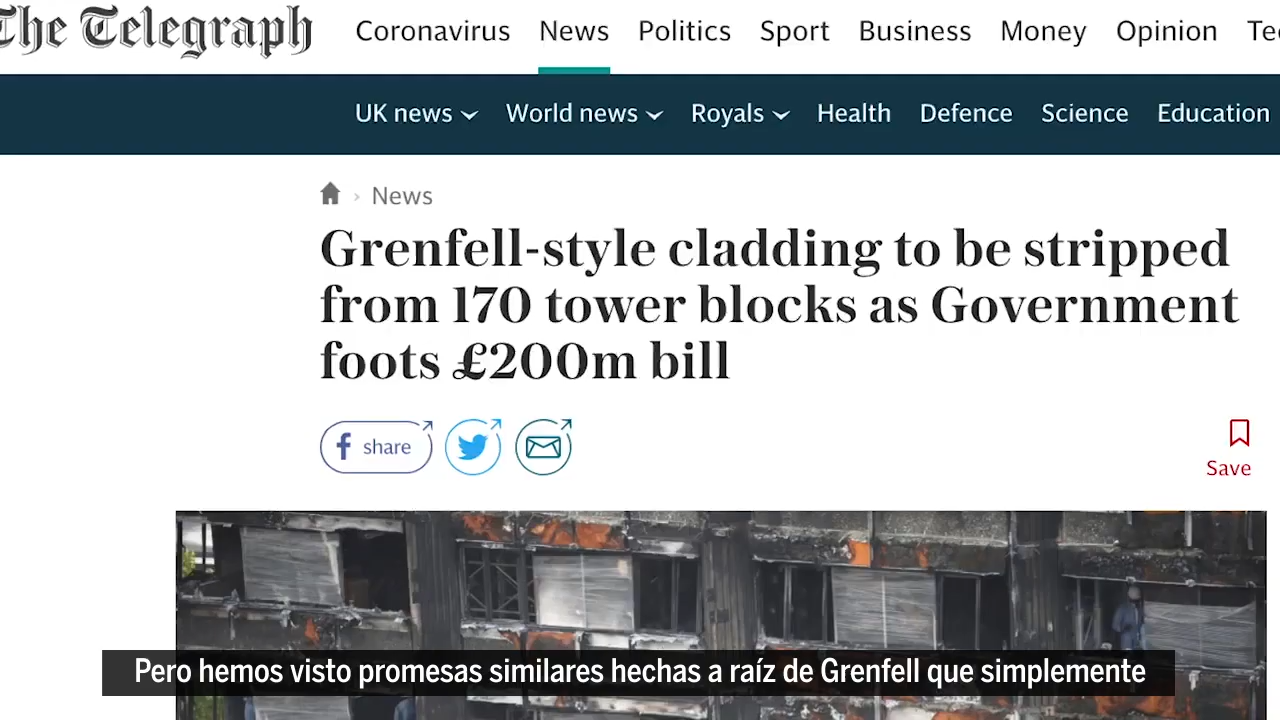 The Telegraph
Coronavirus News Politics Sport Business Money Opinion
UK news World news Royals Health Defence Science Education
News
Grenfell-style cladding to be stripped
from 170 tower blocks as Government
foots £200m bill
share
Save
Pero hemos visto promesas similares hechas a raíz de Grenfell que simplemente